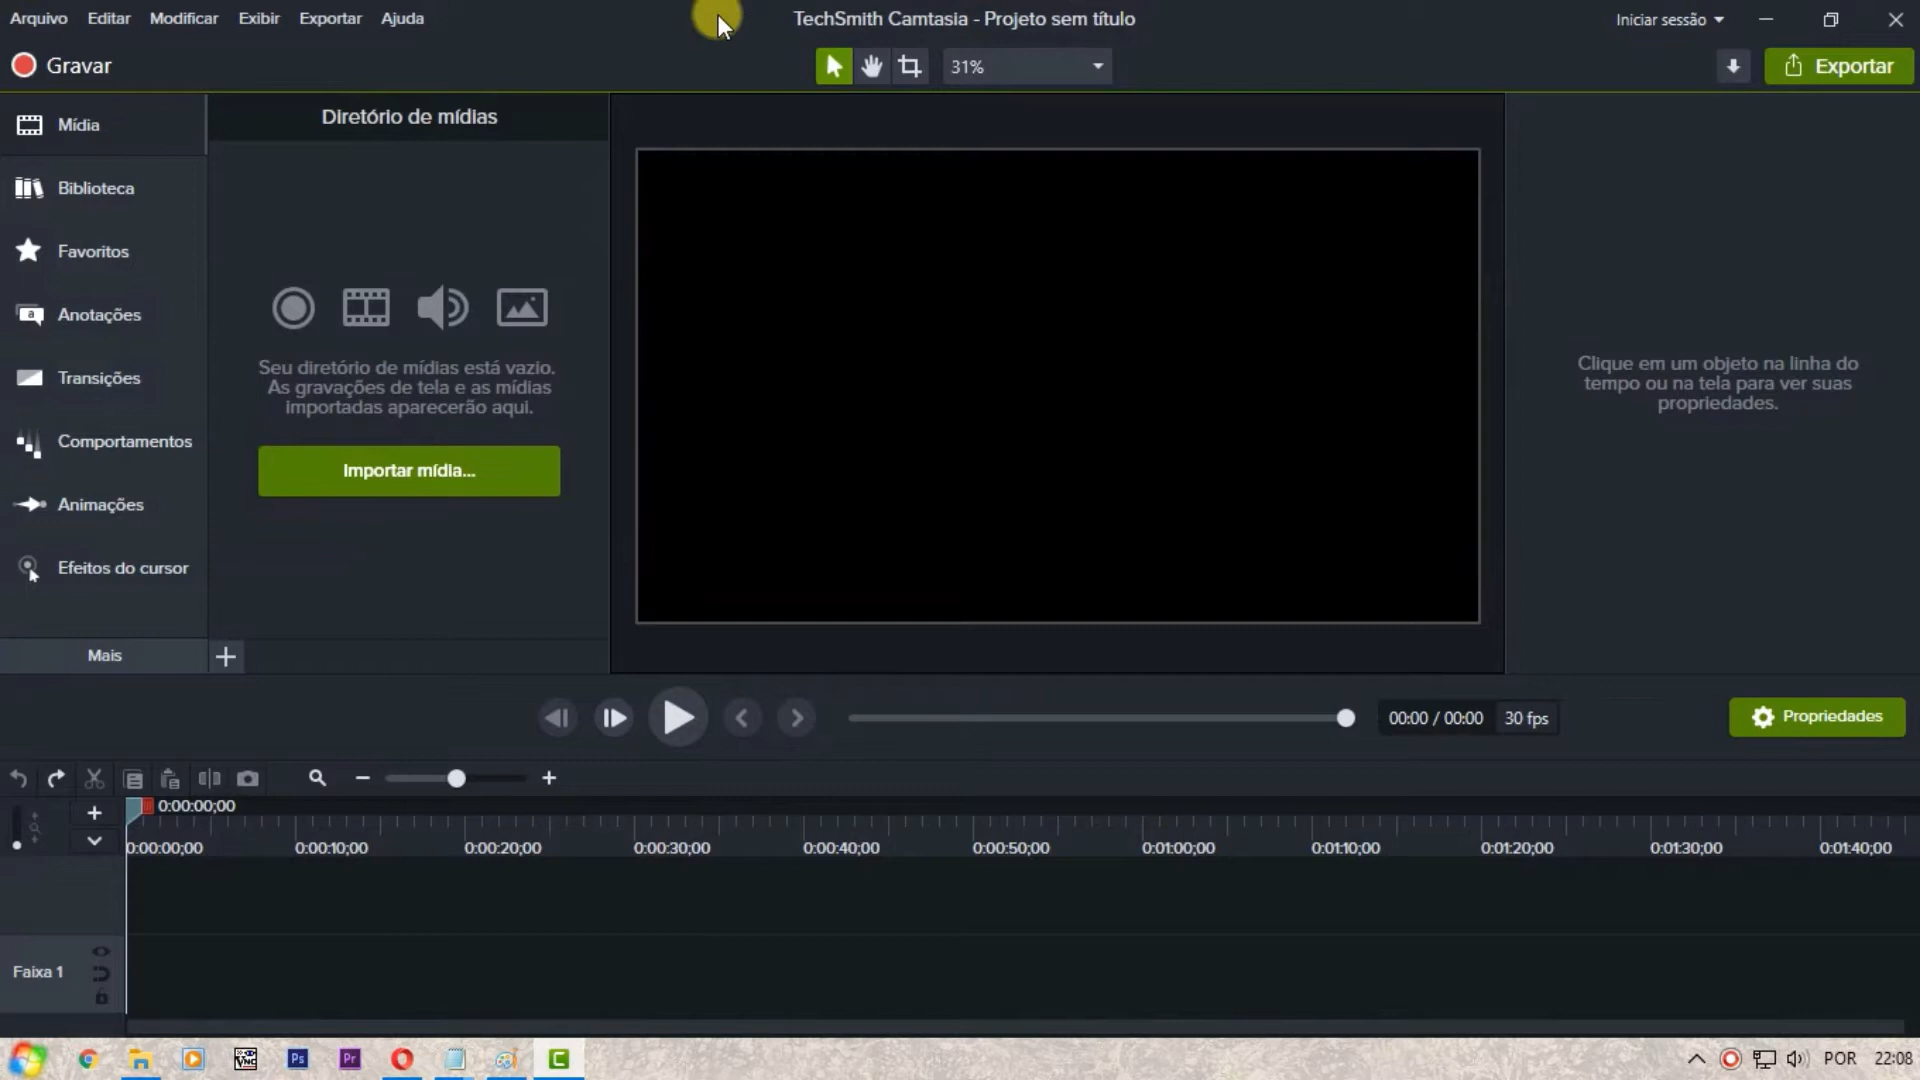 Arquivo Editar Modificar Exibir Exportar Ajuda
TechSmith Camtasia - Projeto sem título
Iniciar sessão
Gravar
31%
Exportar
Mídia
Biblioteca
Favoritos
Anotações
Transições
Comportamentos
Animações
Efeitos do cursor
Mais
Diretório de mídias
Seu diretório de mídias está vazio.
As gravações de tela e as mídias
importadas aparecerão aqui.
Importar mídia...
Clique em um objeto na linha do
tempo ou na tela para ver suas
propriedades.
00:00 / 00:00 30 fps
Propriedades
0:00:00;00
0:00:00;00 0:00:10;00 0:00:20;00 0:00:30;00 0:00:40;00 0:00:50;00 0:01:00;00 0:01:10;00 0:01:20;00 0:01:30;00 0:01:40;00
Faixa 1
Ps Pr C POR 22:08